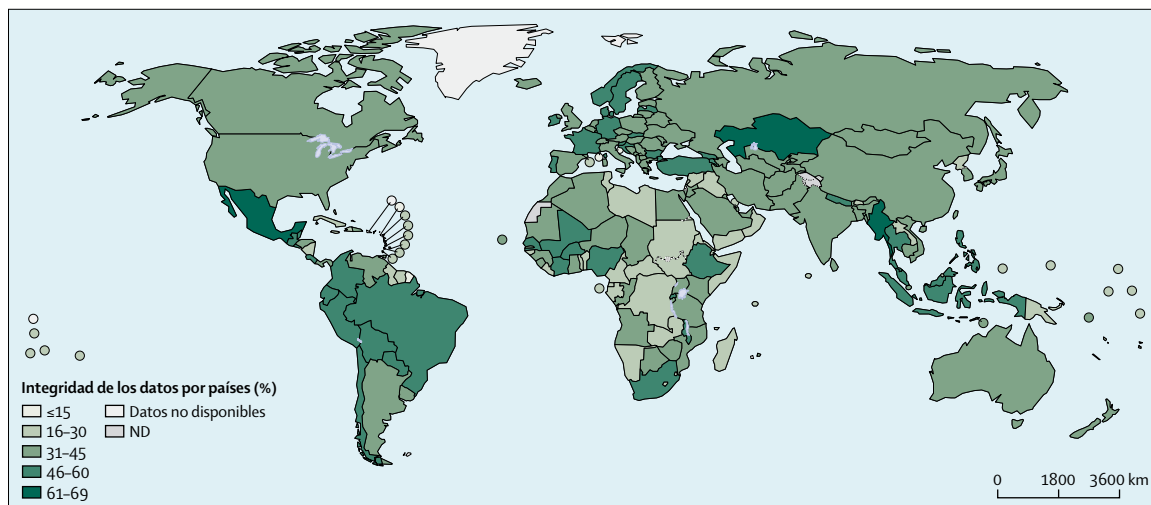 Integridad de los datos por países (%)
≤15
16–30
31–45
46–60
61–69
Datos no disponibles
ND
0 1800 3600 km